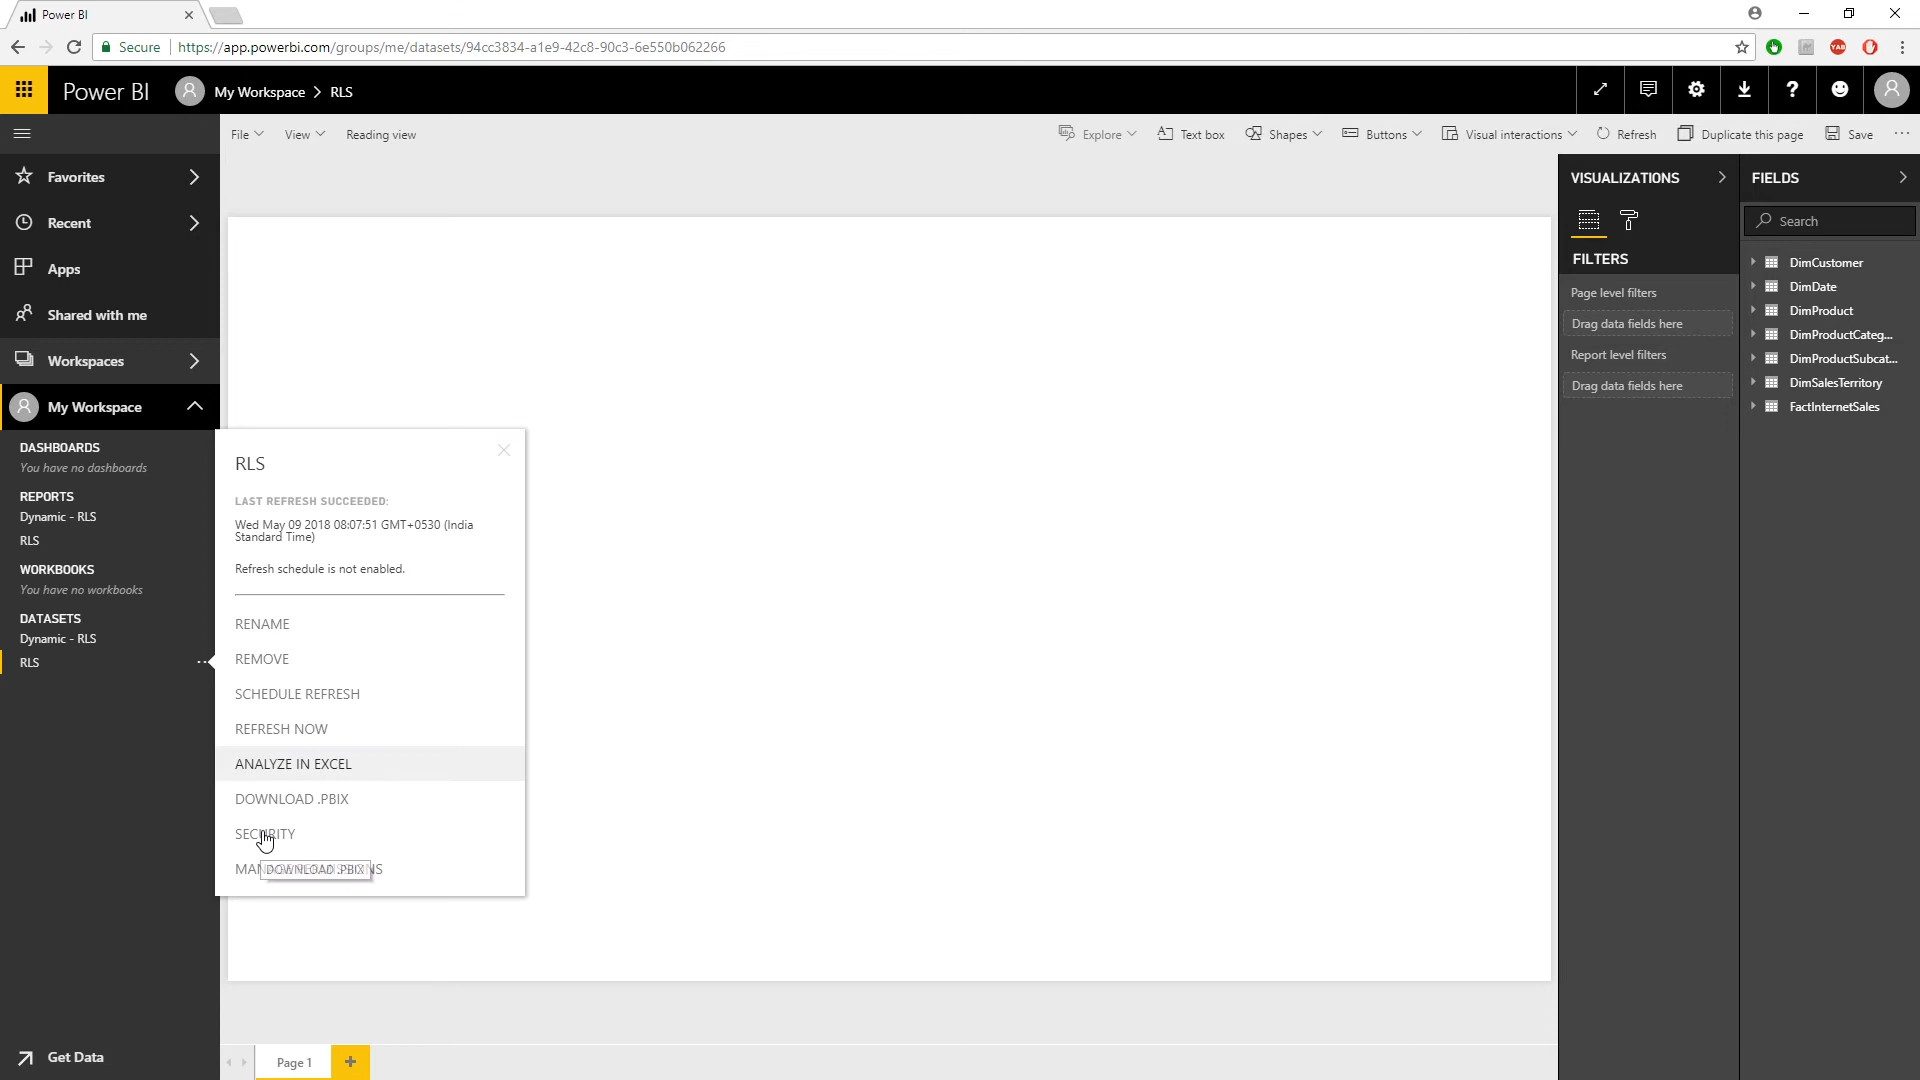 Power BI
Secure https://app.powerbi.com/groups/me/datasets/94cc3834-a1e9-42c8-90c3-6e550b062266
YAB
Power BI My Workspace > RLS
File View Reading view Explore Text box Shapes Buttons Visual interactions Refresh Duplicate this page Save ...
Favorites
Recent
Apps
Shared with me
Workspaces
My Workspace
DASHBOARDS
You have no dashboards
REPORTS
Dynamic - RLS
RLS
WORKBOOKS
You have no workbooks
DATASETS
Dynamic - RLS
RLS
Get Data
RLS
LAST REFRESH SUCCEEDED:
Wed May 09 2018 08:07:51 GMT+0530 (India
Standard Time)
Refresh schedule is not enabled.
RENAME
REMOVE
SCHEDULE REFRESH
REFRESH NOW
ANALYZE IN EXCEL
DOWNLOAD .PBIX
SECURITY
DOWNLOAD .PBIX
Page 1
VISUALIZATIONS
FILTERS
Page level filters
Drag data fields here
Report level filters
Drag data fields here
FIELDS
Search
DimCustomer
DimDate
DimProduct
DimProductCateg...
DimProductSubcat...
DimSalesTerritory
FactInternetSales